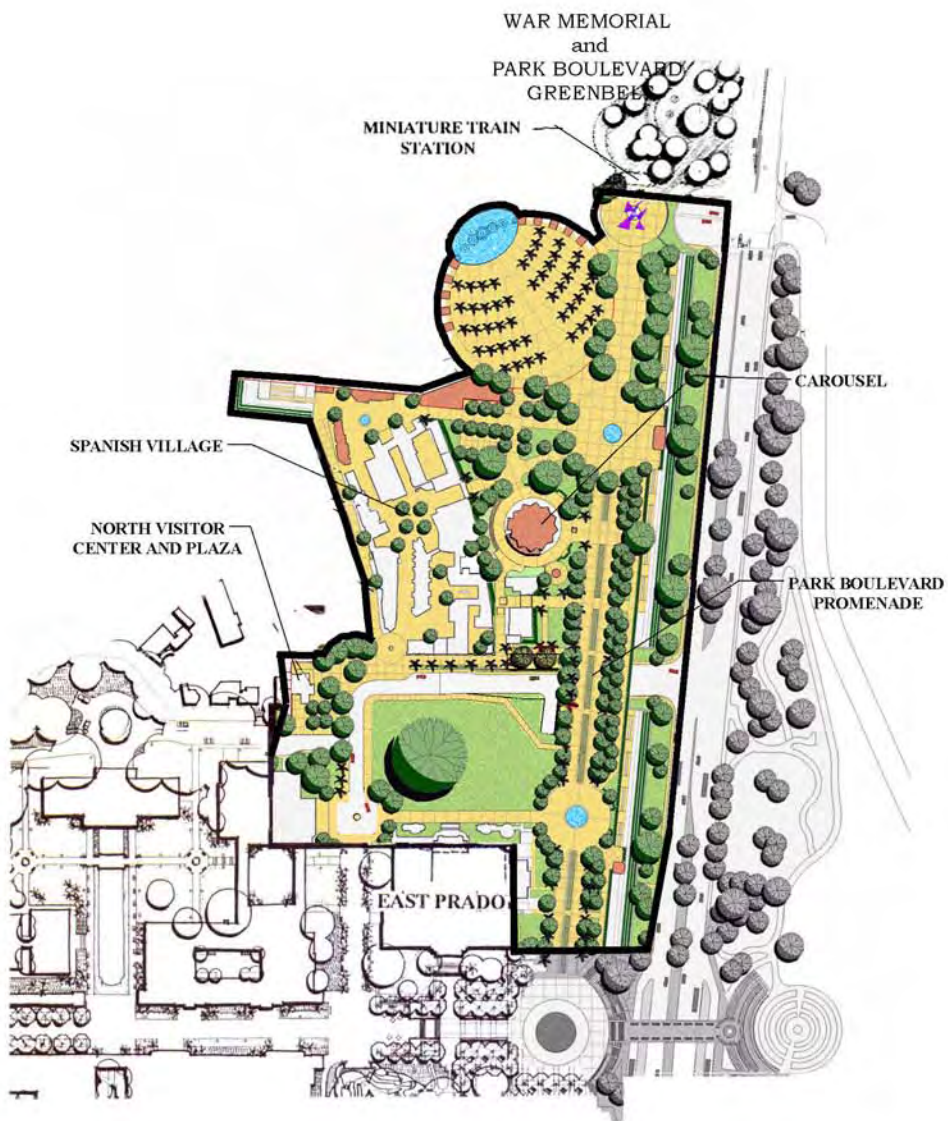 WAR MEMORIAL
and
PARK BOULEVARD
GREENBELT
MINIATURE TRAIN
STATION
CAROUSEL
SPANISH VILLAGE
NORTH VISITOR
CENTER AND PLAZA
PARK BOULEVARD
PROMENADE
EAST PRADO